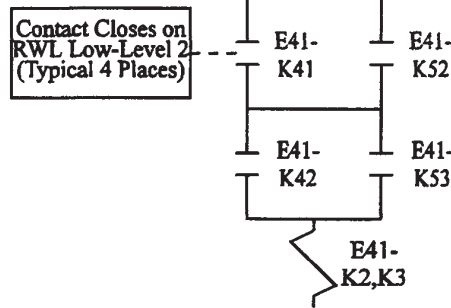 Contact Closes on
RWL Low-Level 2
(Typical 4 Places)
E41-
K41
E41-
K52
E41-
K42
E41-
K53
E41-
K2,K3